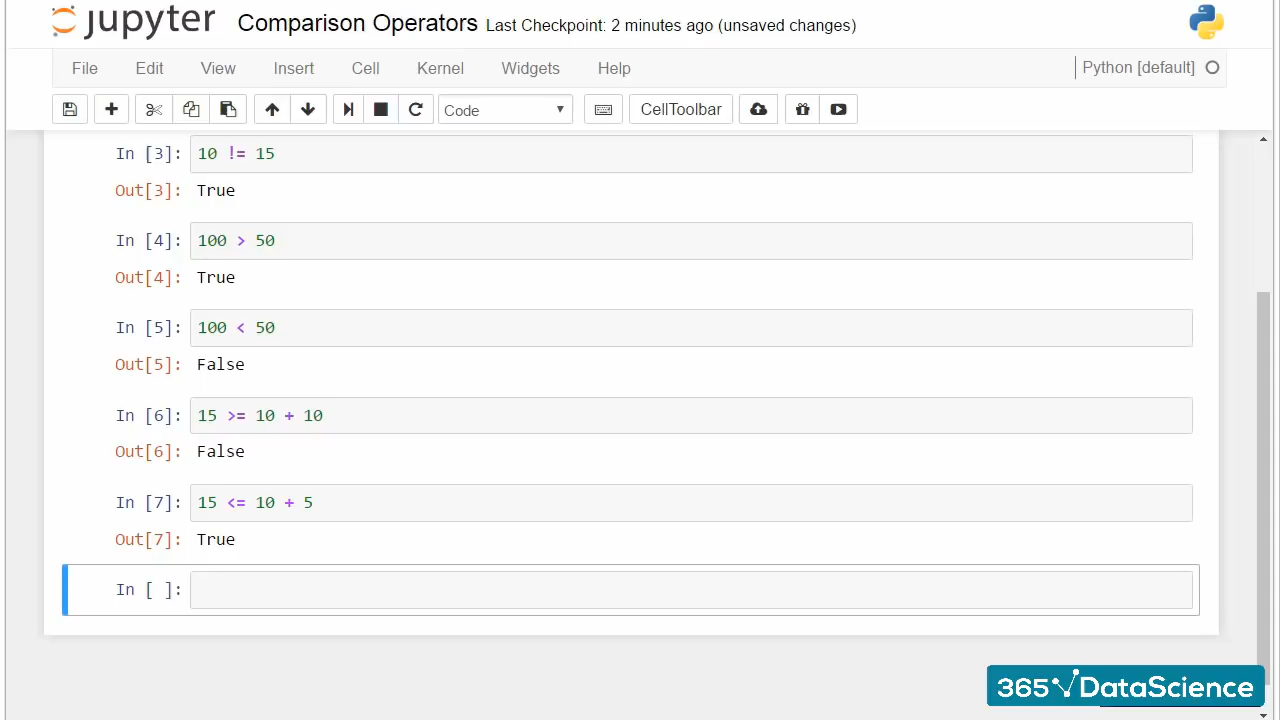 jupyter Comparison Operators Last Checkpoint: 2 minutes ago (unsaved changes)
File Edit View Insert Cell Kernel Widgets Help Python [default]
Code CellToolbar
In [3]: 10 != 15
Out[3]: True
In [4]: 100 > 50
Out[4]: True
In [5]: 100 < 50
Out[5]: False
In [6]: 15 >= 10 + 10
Out[6]: False
In [7]: 15 <= 10 + 5
Out[7]: True
In [ ]:
365 DataScience